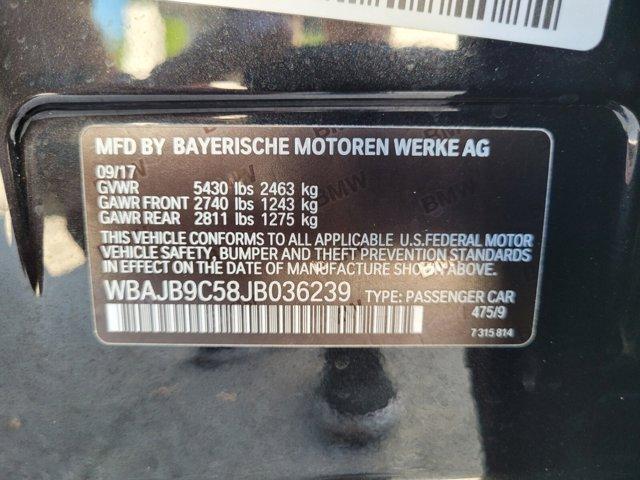 MFD BY BAYERISCHE MOTOREN WERKE AG
09/17
GVWR 5430 lbs 2463 kg
GAWR FRONT 2740 lbs 1243 kg
GAWR REAR 2811 lbs 1275 kg
THIS VEHICLE CONFORMS TO ALL APPLICABLE U.S.FEDERAL MOTOR
VEHICLE SAFETY, BUMPER AND THEFT PREVENTION STANDARDS
IN EFFECT ON THE DATE OF MANUFACTURE SHOWN ABOVE.
WBAJB9C58JB036239 TYPE: PASSENGER CAR
475/9
7 315 814